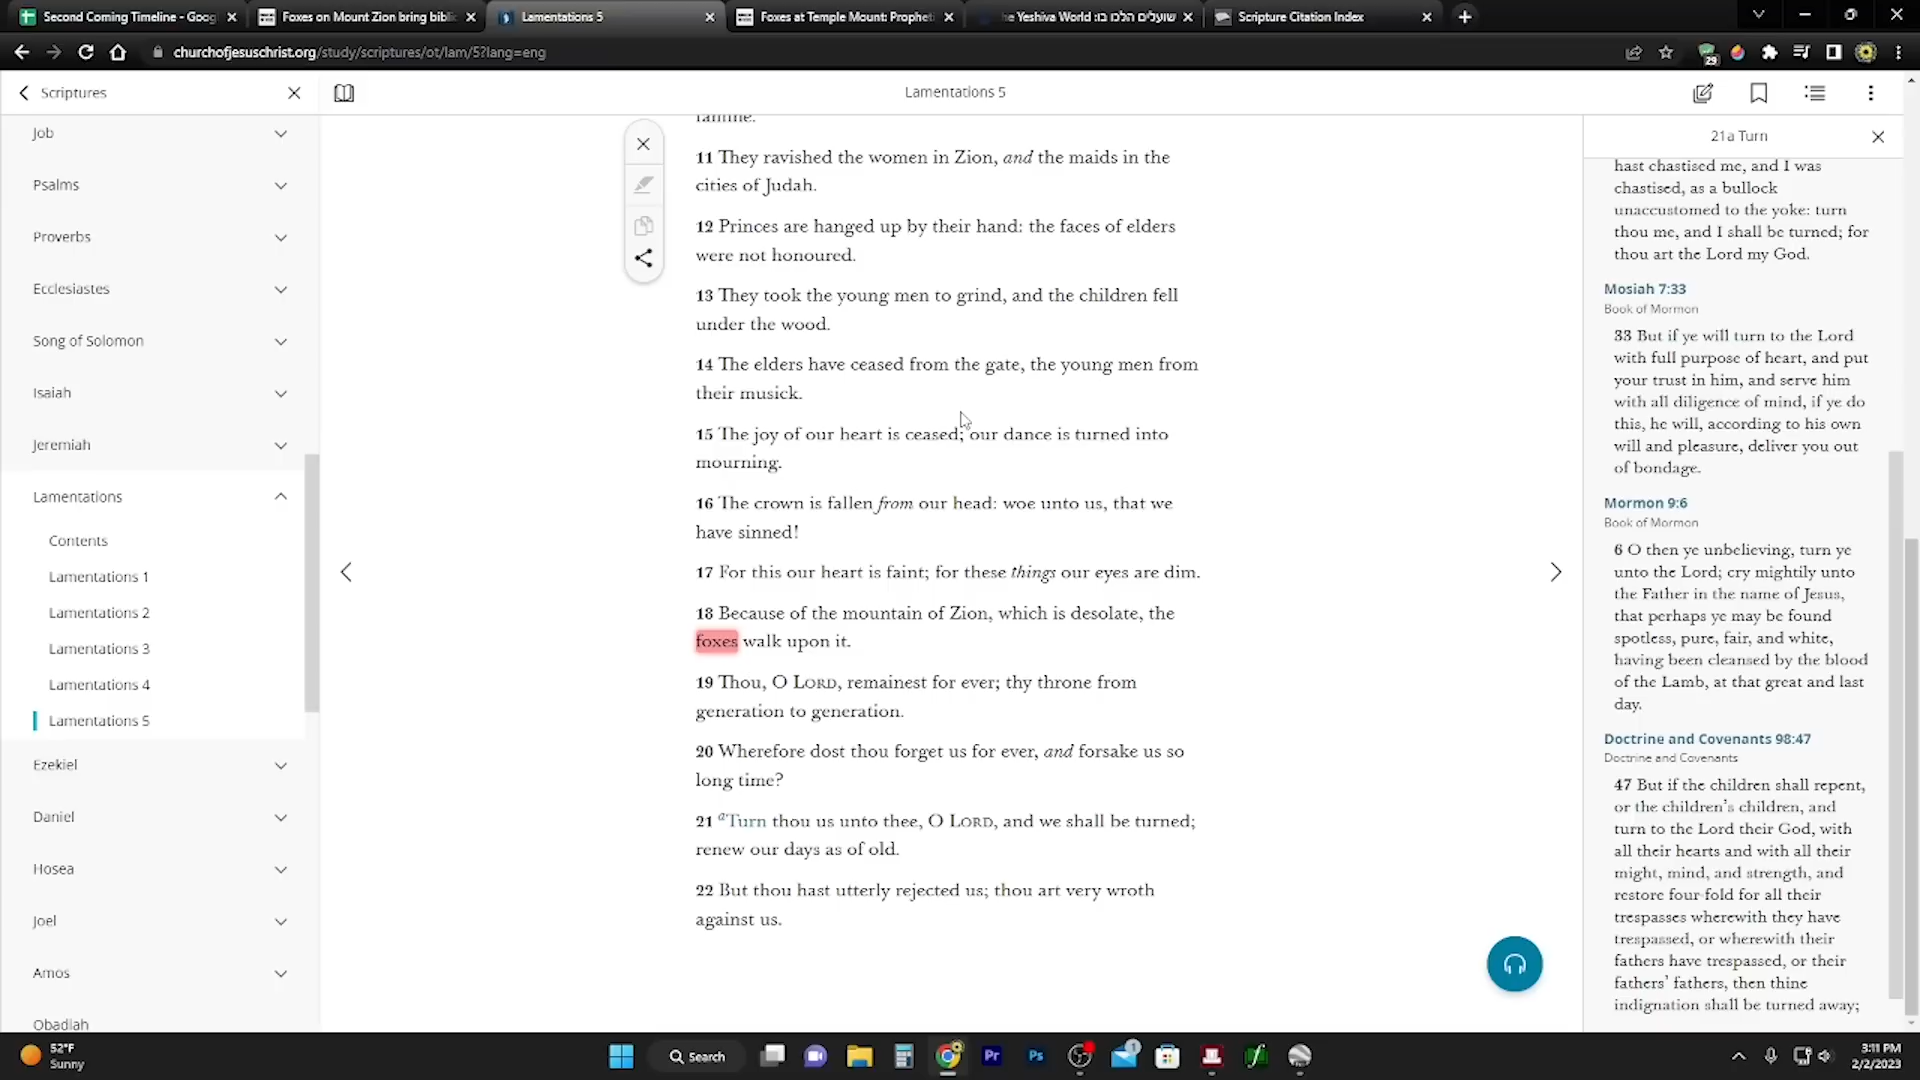 Second Coming Timeline - Goog
Foxes on Mount Zion bring bibli
Lamentations 5
Foxes at Temple Mount: Propheti
he Yeshiva World: שועלים הלכו בו
Scripture Citation Index
churchofjesuschrist.org/study/scriptures/ot/lam/5?lang=eng
29
Scriptures
Lamentations 5
Job
Psalms
Proverbs
Ecclesiastes
Song of Solomon
Isaiah
Jeremiah
Lamentations
Contents
Lamentations 1
Lamentations 2
Lamentations 3
Lamentations 4
Lamentations 5
Ezekiel
Daniel
Hosea
Joel
Amos
Obadiah
famine.
11 They ravished the women in Zion, and the maids in the
cities of Judah.
12 Princes are hanged up by their hand: the faces of elders
were not honoured.
13 They took the young men to grind, and the children fell
under the wood.
14 The elders have ceased from the gate, the young men from
their musick.
15 The joy of our heart is ceased; our dance is turned into
mourning.
16 The crown is fallen from our head: woe unto us, that we
have sinned!
17 For this our heart is faint; for these things our eyes are dim.
18 Because of the mountain of Zion, which is desolate, the
foxes walk upon it.
19 Thou, O LORD, remainest for ever; thy throne from
generation to generation.
20 Wherefore dost thou forget us for ever, and forsake us so
long time?
21 aTurn thou us unto thee, O LORD, and we shall be turned;
renew our days as of old.
22 But thou hast utterly rejected us; thou art very wroth
against us.
21a Turn
hast chastised me, and I was
chastised, as a bullock
unaccustomed to the yoke: turn
thou me, and I shall be turned; for
thou art the Lord my God.
Mosiah 7:33
Book of Mormon
33 But if ye will turn to the Lord
with full purpose of heart, and put
your trust in him, and serve him
with all diligence of mind, if ye do
this, he will, according to his own
will and pleasure, deliver you out
of bondage.
Mormon 9:6
Book of Mormon
6 O then ye unbelieving, turn ye
unto the Lord; cry mightily unto
the Father in the name of Jesus,
that perhaps ye may be found
spotless, pure, fair, and white,
having been cleansed by the blood
of the Lamb, at that great and last
day.
Doctrine and Covenants 98:47
Doctrine and Covenants
47 But if the children shall repent,
or the children's children, and
turn to the Lord their God, with
all their hearts and with all their
might, mind, and strength, and
restore four-fold for all their
trespasses wherewith they have
trespassed, or wherewith their
fathers have trespassed, or their
fathers' fathers, then thine
indignation shall be turned away;
52°F
Sunny
Search
Pr
Ps
1
3:11 PM
2/2/2023